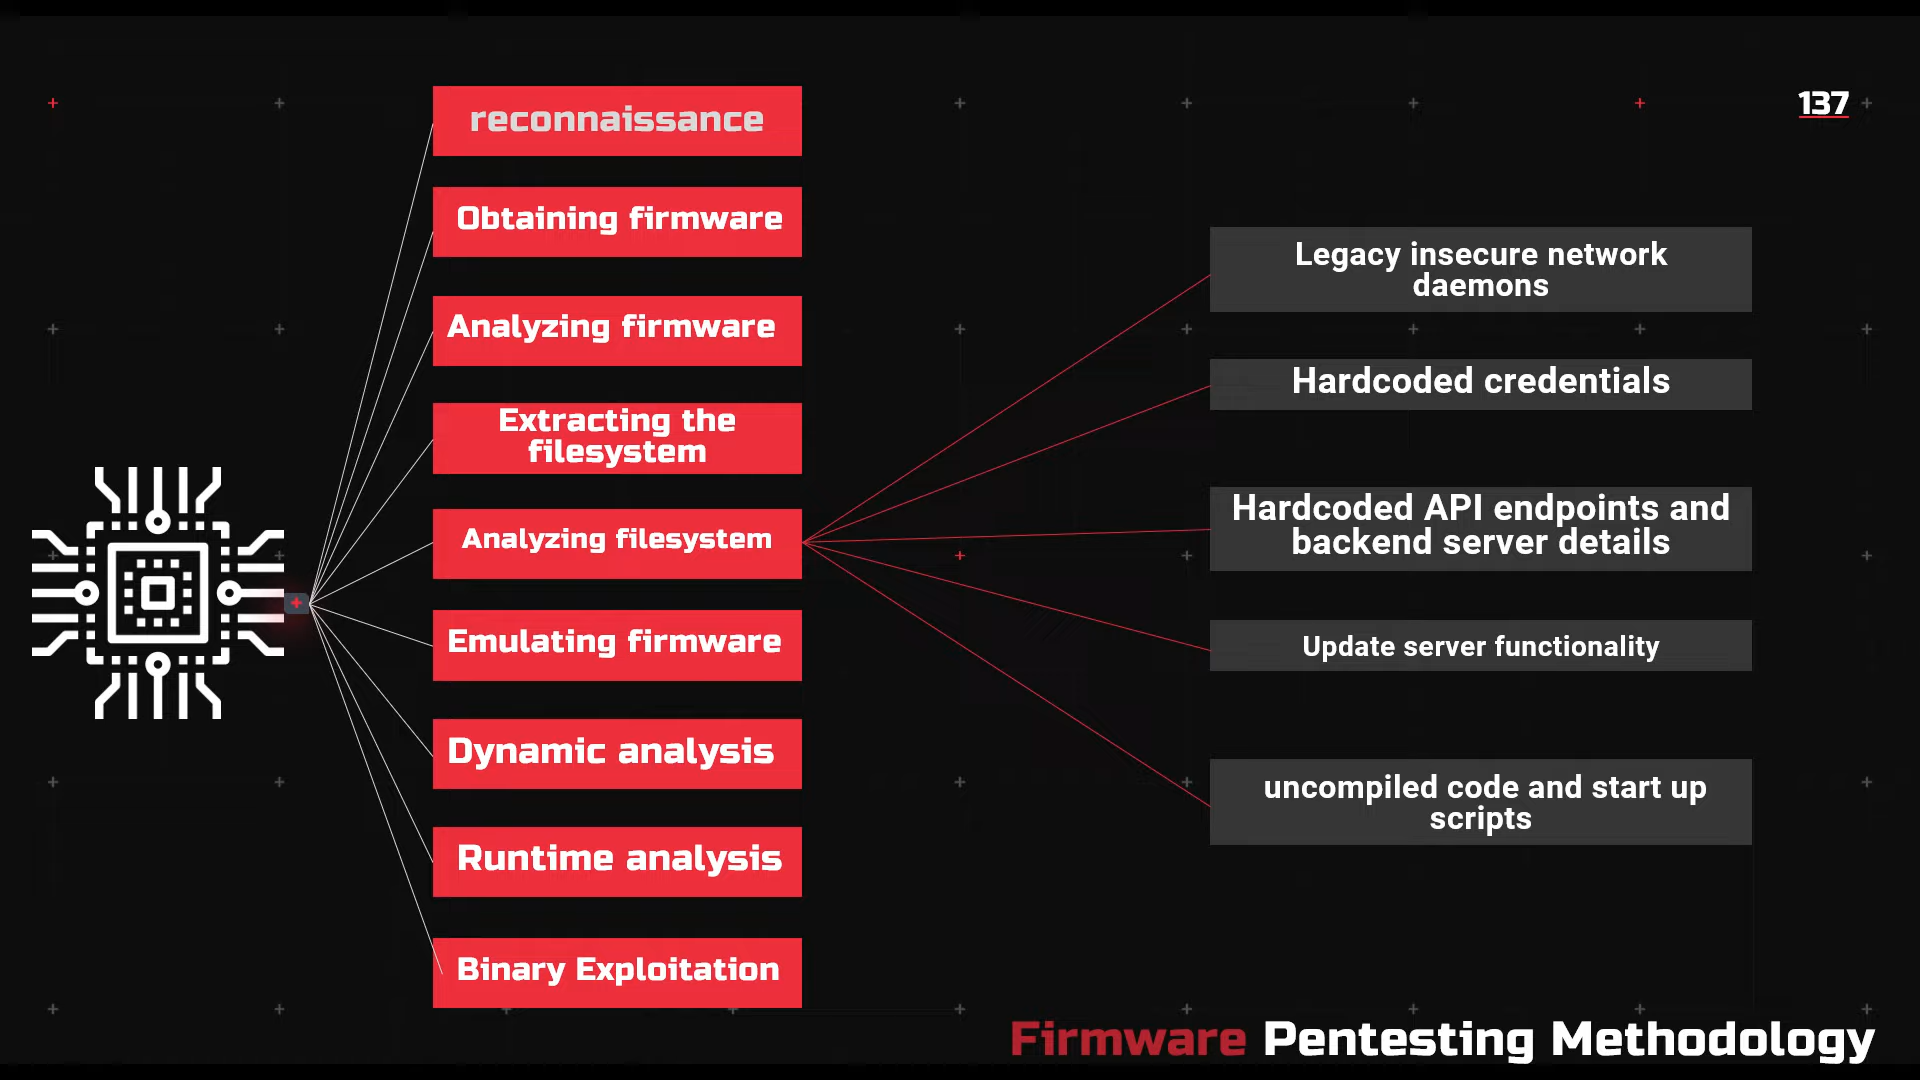 137
reconnaissance
Obtaining firmware
Analyzing firmware
Extracting the
filesystem
Analyzing filesystem
Emulating firmware
Dynamic analysis
Runtime analysis
Binary Exploitation
Legacy insecure network
daemons
Hardcoded credentials
Hardcoded API endpoints and
backend server details
Update server functionality
uncompiled code and start up
scripts
Firmware Pentesting Methodology